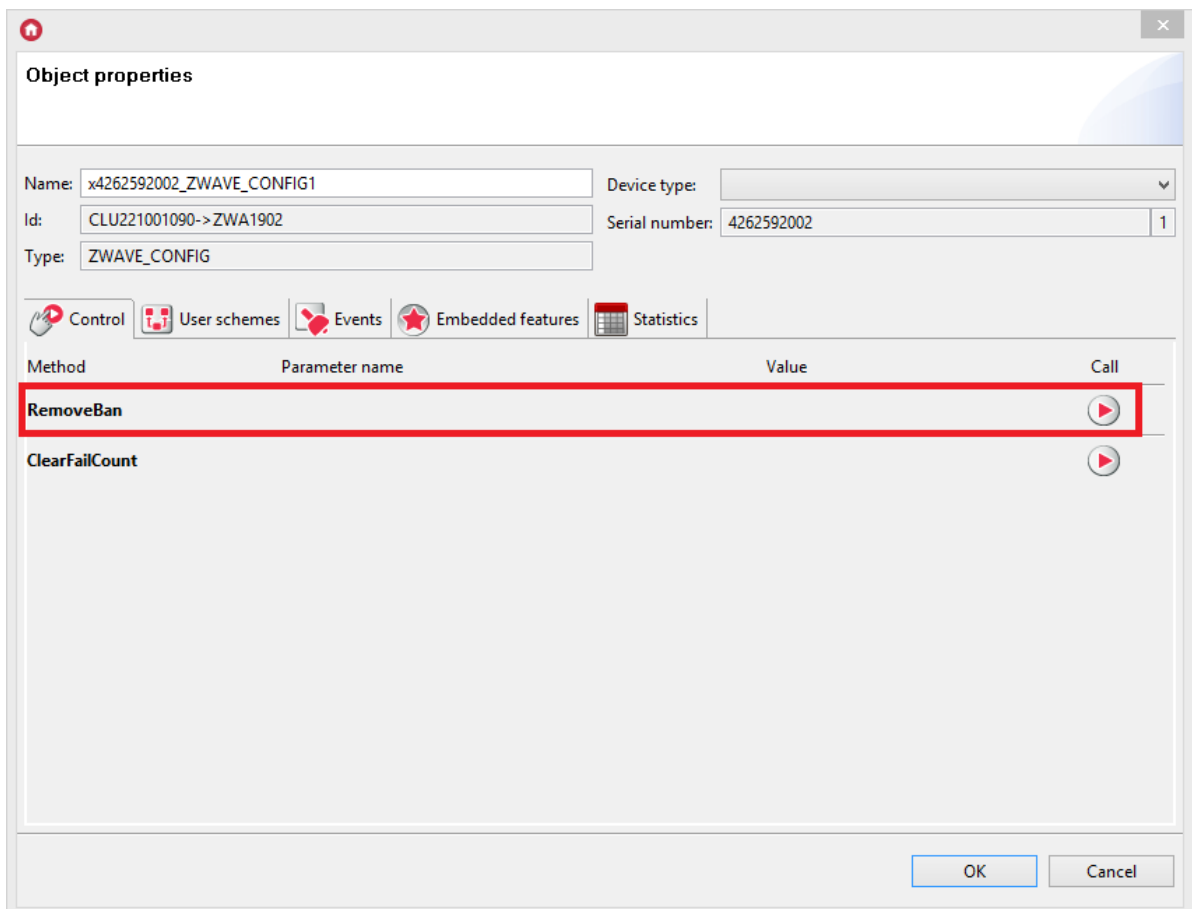 Object properties
Name: x4262592002_ZWAVE_CONFIG1 Device type:
Id: CLU221001090->ZWA1902 Serial number: 4262592002 1
Type: ZWAVE_CONFIG
Control User schemes Events Embedded features Statistics
Method Parameter name Value Call
RemoveBan
ClearFailCount
OK Cancel